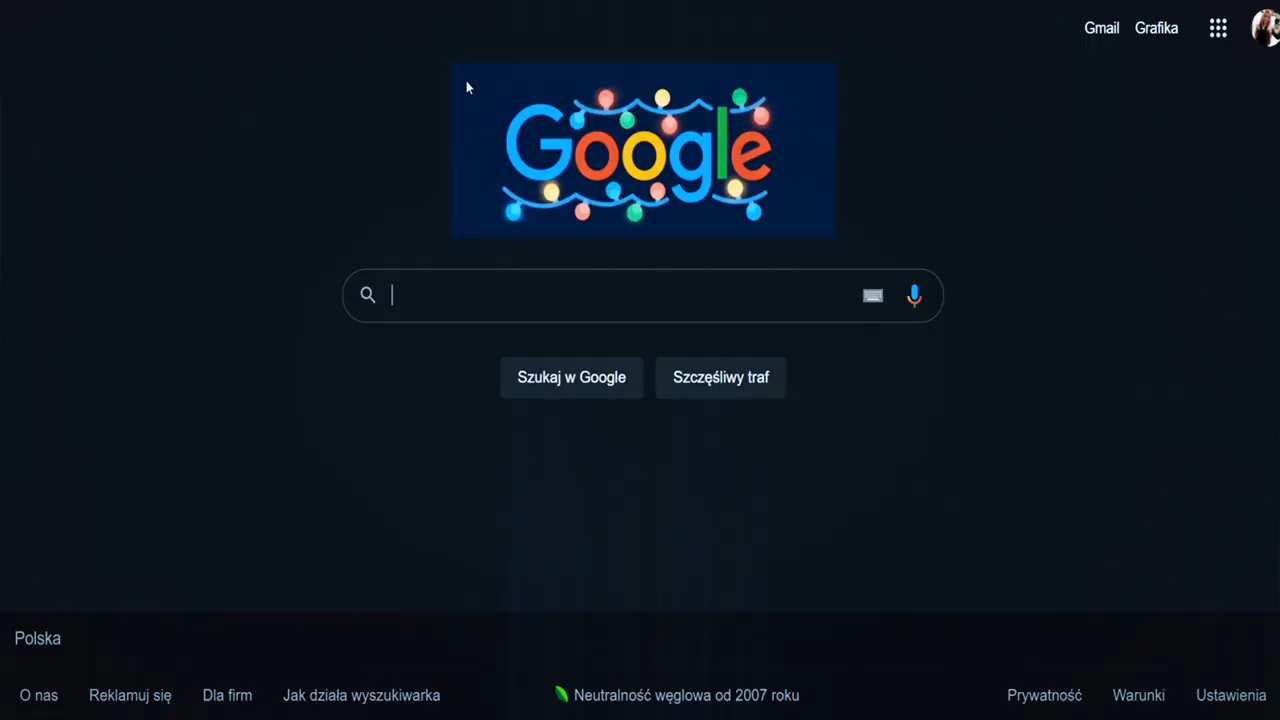 Gmail Grafika
Google
Szukaj w Google Szczęśliwy traf
Polska
O nas Reklamuj się Dla firm Jak działa wyszukiwarka Neutralność węglowa od 2007 roku Prywatność Warunki Ustawienia